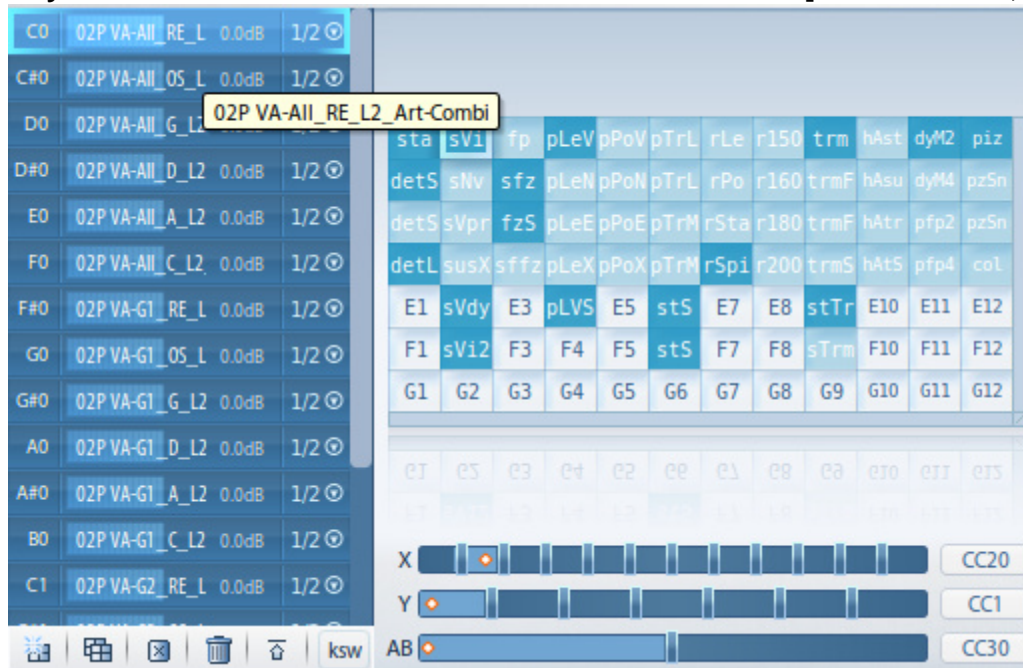 C0 02P VA-All_RE_L 0.0dB 1/2
C#0 02P VA-All_OS_L 0.0dB 1/2
02P VA-All_RE_L2_Art-Combi
D0 02P VA-All_G_L2
D#0 02P VA-All_D_L2 0.0dB 1/2
E0 02P VA-All_A_L2 0.0dB 1/2
F0 02P VA-All_C_L2 0.0dB 1/2
F#0 02P VA-G1_RE_L 0.0dB 1/2
G0 02P VA-G1_OS_L 0.0dB 1/2
G#0 02P VA-G1_G_L2 0.0dB 1/2
A0 02P VA-G1_D_L2 0.0dB 1/2
A#0 02P VA-G1_A_L2 0.0dB 1/2
B0 02P VA-G1_C_L2 0.0dB 1/2
C1 02P VA-G2_RE_L 0.0dB 1/2
ksw
sta sVi fp pLeV pPoV pTrL rLe r150 trm hAst dyM2 piz
detS sNv sfz pLeN pPoN pTrL rPo r160 trmF hAsu dyM4 pzSn
detS sVpr fzS pLeE pPoE pTrM rSta r180 trmF hAtr pfp2 pzSn
detL susX sffz pLeX pPoX pTrM rSpi r200 trmS hAtS pfp4 col
E1 sVdy E3 pLVS E5 stS E7 E8 stTr E10 E11 E12
F1 sVi2 F3 F4 F5 stS F7 F8 sTrm F10 F11 F12
G1 G2 G3 G4 G5 G6 G7 G8 G9 G10 G11 G12
X CC20
Y CC1
AB CC30